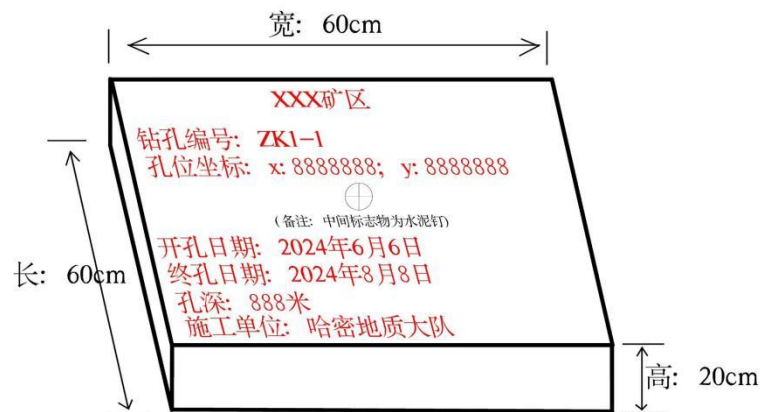 宽: 60cm
XXX矿区
钻孔编号: ZK1-1
孔位坐标: x: 8888888; y: 8888888
(备注: 中间标志物为水泥钉)
开孔日期: 2024年6月6日
长: 60cm
终孔日期: 2024年8月8日
孔深: 888米
施工单位: 哈密地质大队
高: 20cm